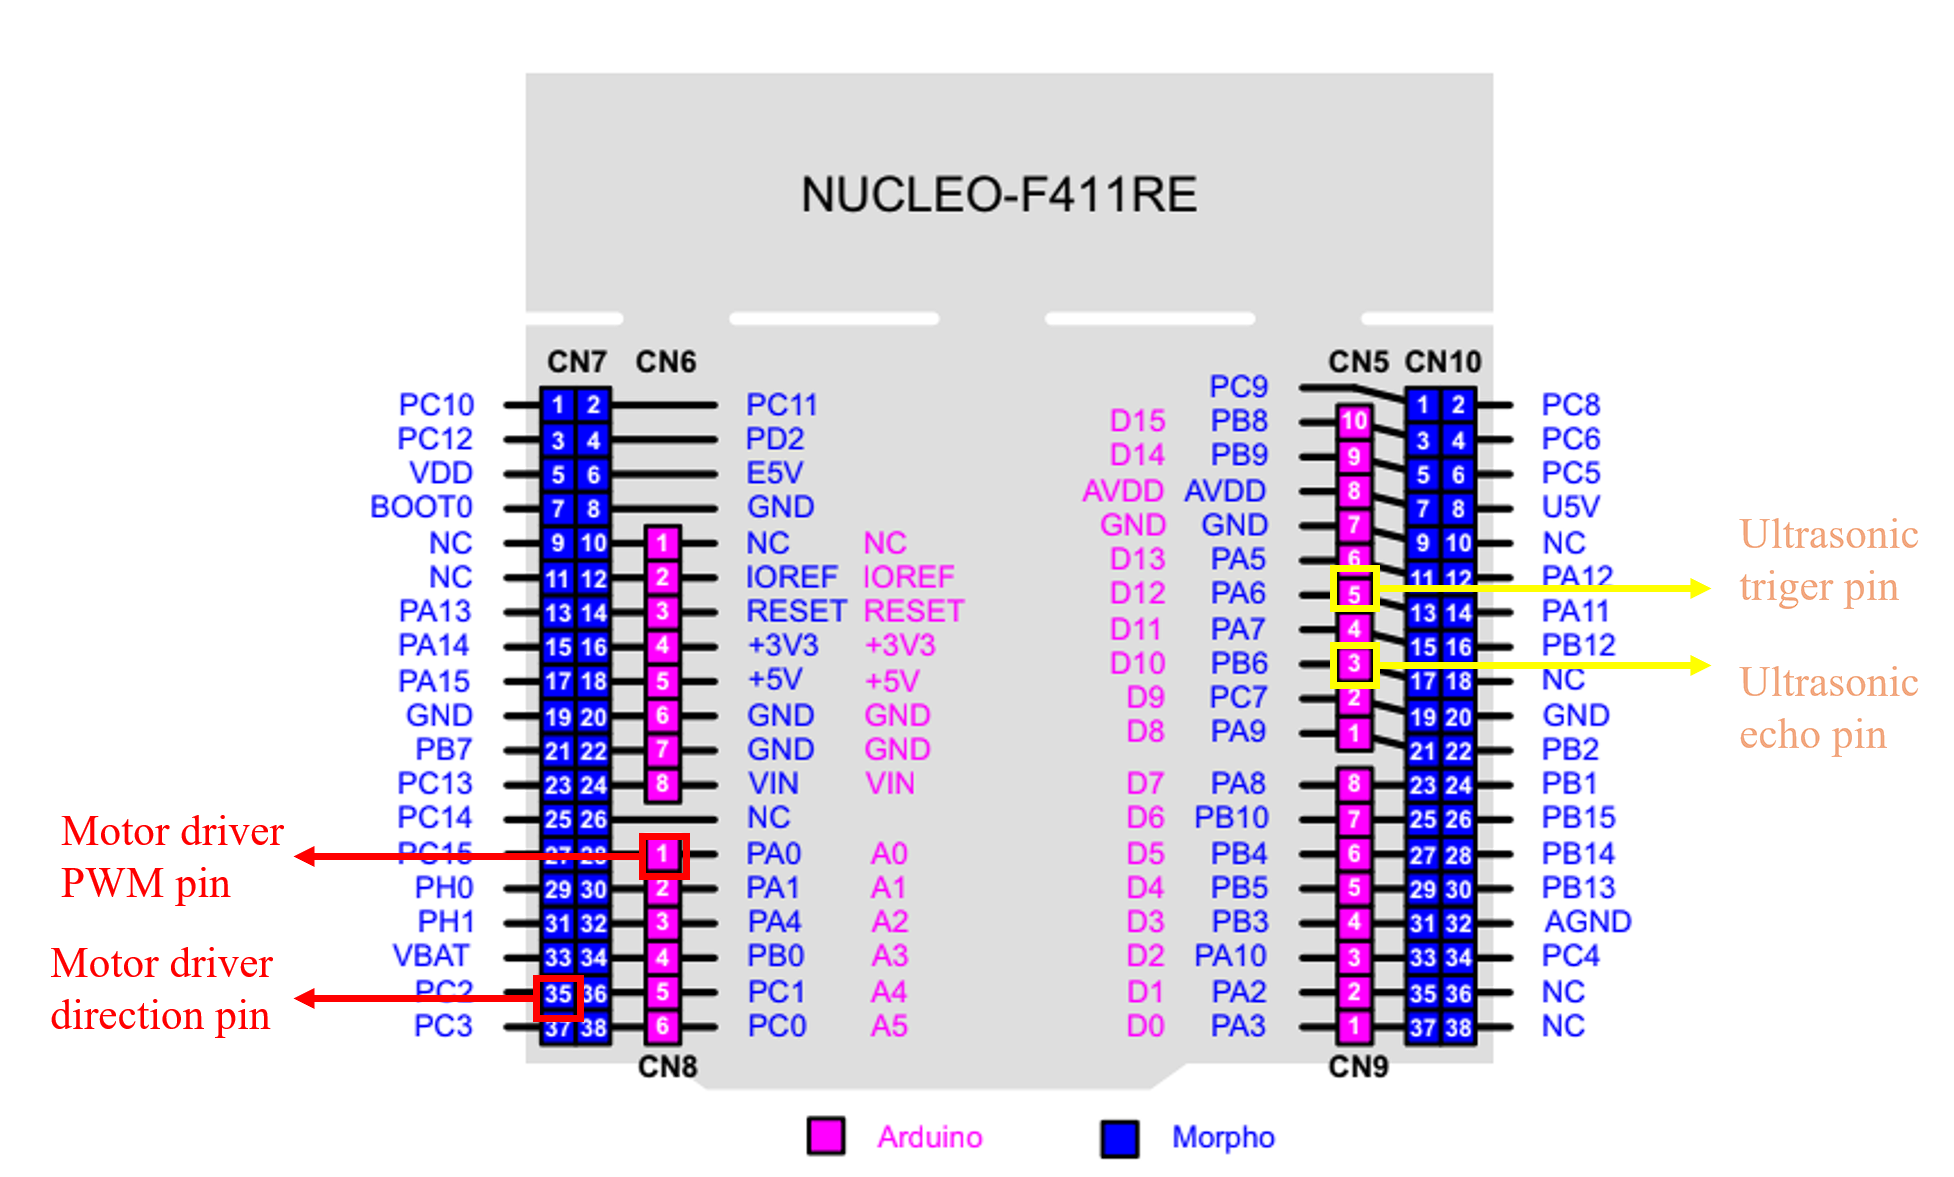 NUCLEO-F411RE
CN7 CN6 CN5 CN10
PC9
PC10 1 2 PC11 1 2 PC8
D15 PB8 10
PC12 3 4 PD2 3 4 PC6
D14 PB9 9
VDD 5 6 E5V 5 6 PC5
AVDD AVDD 8
BOOT0 7 8 GND 7 8 U5V
GND GND 7
NC 9 10 1 NC NC 9 10 NC
D13 PA5 6
NC 11 12 2 IOREF IOREF 11 12 PA12
D12 PA6 5
PA13 13 14 3 RESET RESET 13 14 PA11
D11 PA7 4
PA14 15 16 4 +3V3 +3V3 15 16 PB12
D10 PB6 3
PA15 17 18 5 +5V +5V 17 18 NC
D9 PC7 2
GND 19 20 6 GND GND 19 20 GND
D8 PA9 1
PB7 21 22 7 GND GND 21 22 PB2
PC13 23 24 8 VIN VIN D7 PA8 8 23 24 PB1
PC14 25 26 NC D6 PB10 7 25 26 PB15
PC15 27 28 1 PA0 A0 D5 PB4 6 27 28 PB14
PH0 29 30 2 PA1 A1 D4 PB5 5 29 30 PB13
PH1 31 32 3 PA4 A2 D3 PB3 4 31 32 AGND
VBAT 33 34 4 PB0 A3 D2 PA10 3 33 34 PC4
PC2 35 36 5 PC1 A4 D1 PA2 2 35 36 NC
PC3 37 38 6 PC0 A5 D0 PA3 1 37 38 NC
CN8 CN9
Arduino Morpho
Motor driver
PWM pin
Motor driver
direction pin
Ultrasonic
triger pin
Ultrasonic
echo pin